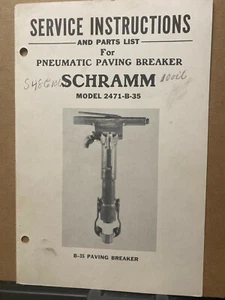 SERVICE INSTRUCTIONS
AND PARTS LIST
For
PNEUMATIC PAVING BREAKER
SCHRAMM
MODEL 2471-B-35
B-35 PAVING BREAKER